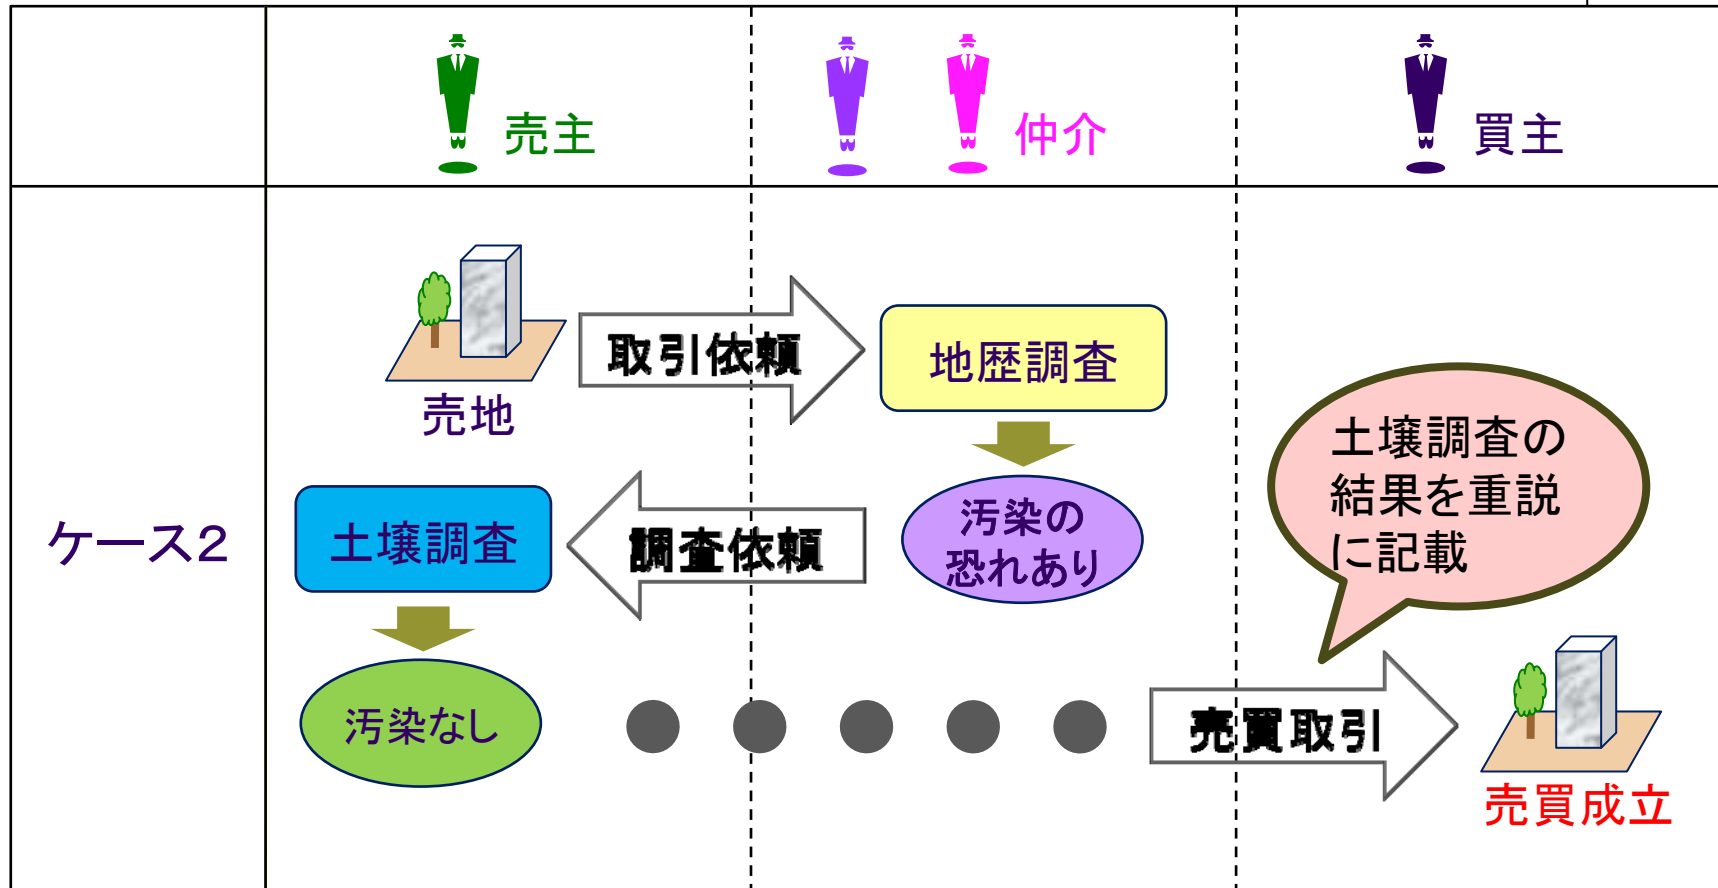 売主
仲介
買主
ケース2
売地
取引依頼
地歴調査
汚染の
恐れあり
調査依頼
土壌調査
汚染なし
土壌調査の
結果を重説
に記載
売買取引
売買成立